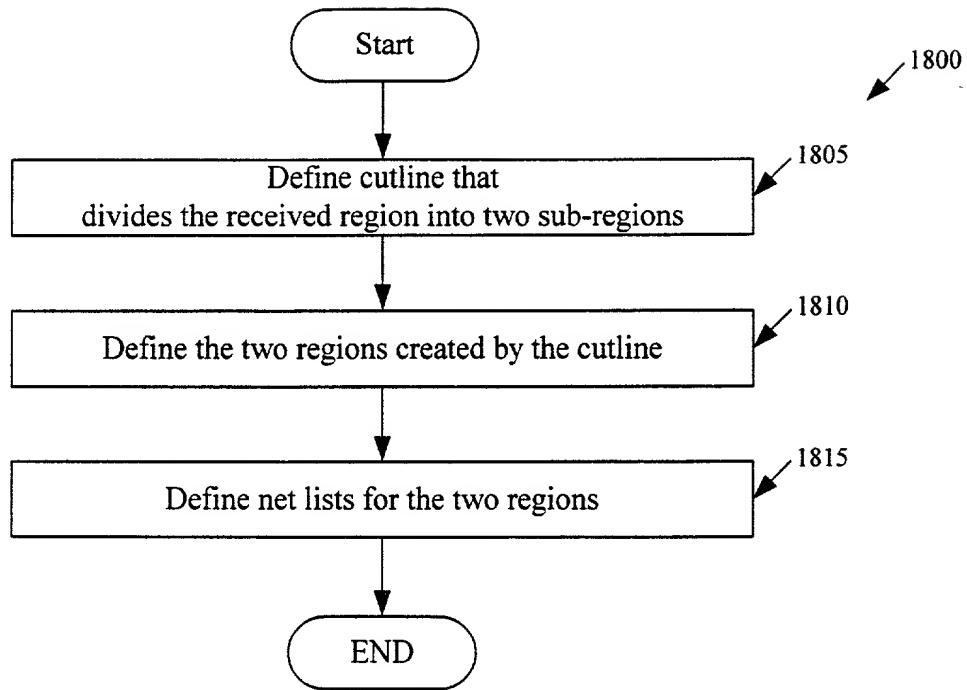 Start
1800
1805
Define cutline that
divides the received region into two sub-regions
1810
Define the two regions created by the cutline
1815
Define net lists for the two regions
END